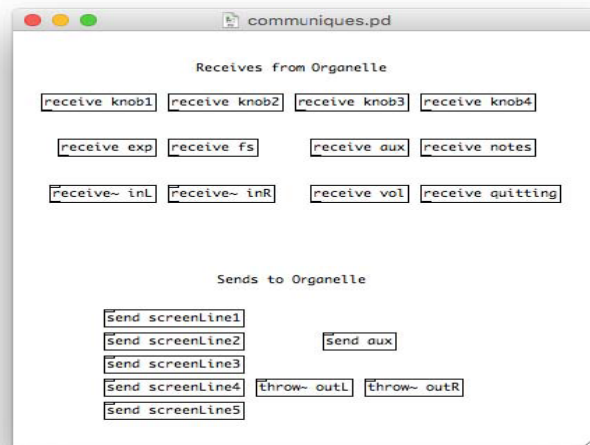 communiques.pd
Receives from Organelle
receive knob1 receive knob2 receive knob3 receive knob4
receive exp receive fs receive aux receive notes
receive~ inL receive~ inR receive vol receive quitting
Sends to Organelle
send screenLine1
send screenLine2 send aux
send screenLine3
send screenLine4 throw~ outL throw~ outR
send screenLine5